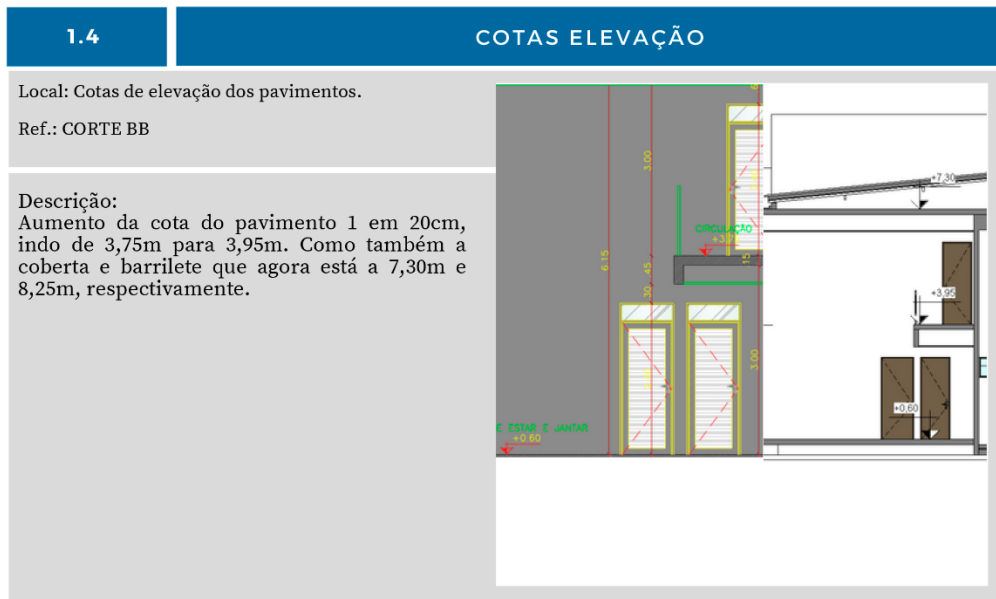 1.4
COTAS ELEVAÇÃO
Local: Cotas de elevação dos pavimentos.
Ref.: CORTE BB
Descrição:
Aumento da cota do pavimento 1 em 20cm,
indo de 3,75m para 3,95m. Como também a
coberta e barrilete que agora está a 7,30m e
8,25m, respectivamente.
3.00
6.15
.45
.30
CIRCULAÇÃO
15
3.00
E ESTAR E JANTAR
+0.60
+7,30
+3,95
+0,60